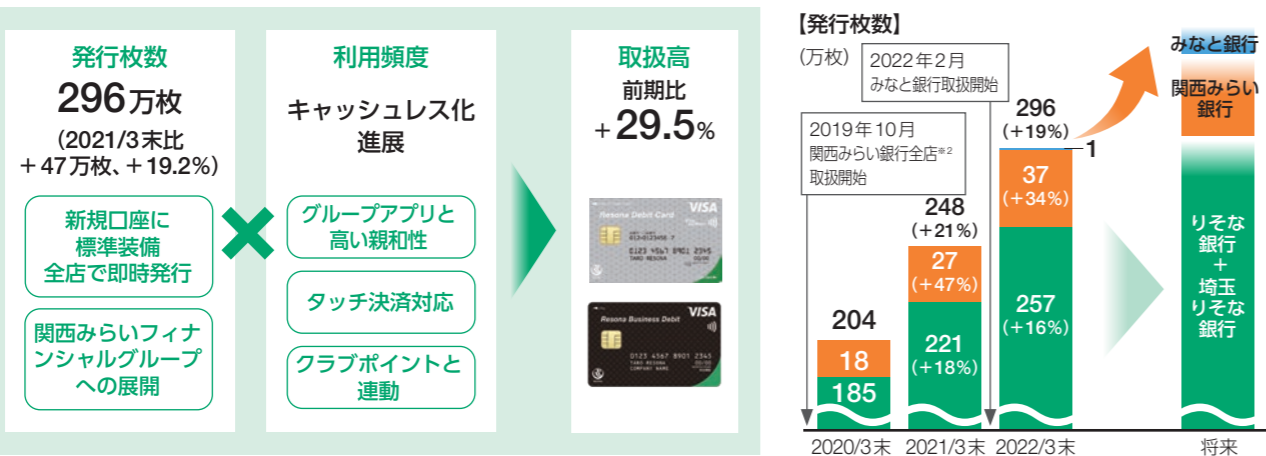 発行枚数
296万枚
(2021/3末比
+47万枚、+19.2%)
新規口座に
標準装備
全店で即時発行
関西みらいフィナ
ンシャルグループ
への展開
利用頻度
キャッシュレス化
進展
グループアプリと
高い親和性
タッチ決済対応
クラブポイントと
連動
取扱高
前期比
+29.5%
Resona Debit Card
VISA
0123 4567 8901 2345
TARO RESONA
VISA
Resona Business Debit
0123 4567 8901 2345
TARO RESONA
COMPANY NAME
【発行枚数】
(万枚)
2022年2月
みなと銀行取扱開始
2019年10月
関西みらい銀行全店※2
取扱開始
204
18
185
248
(+21%)
27
(+47%)
221
(+18%)
296
(+19%)
1
37
(+34%)
257
(+16%)
みなと銀行
関西みらい
銀行
りそな
銀行
+
埼玉
りそな
銀行
2020/3末
2021/3末
2022/3末
将来